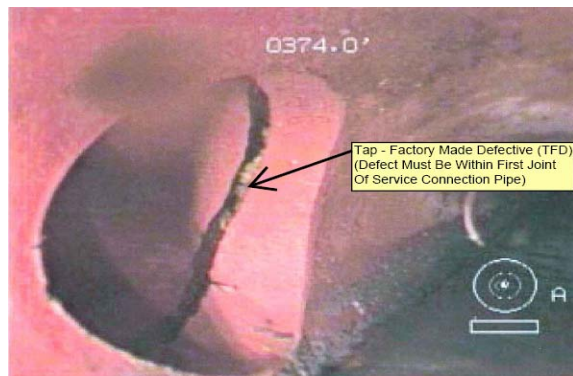 0374.0'
Tap - Factory Made Defective (TFD)
(Defect Must Be Within First Joint
Of Service Connection Pipe)
A